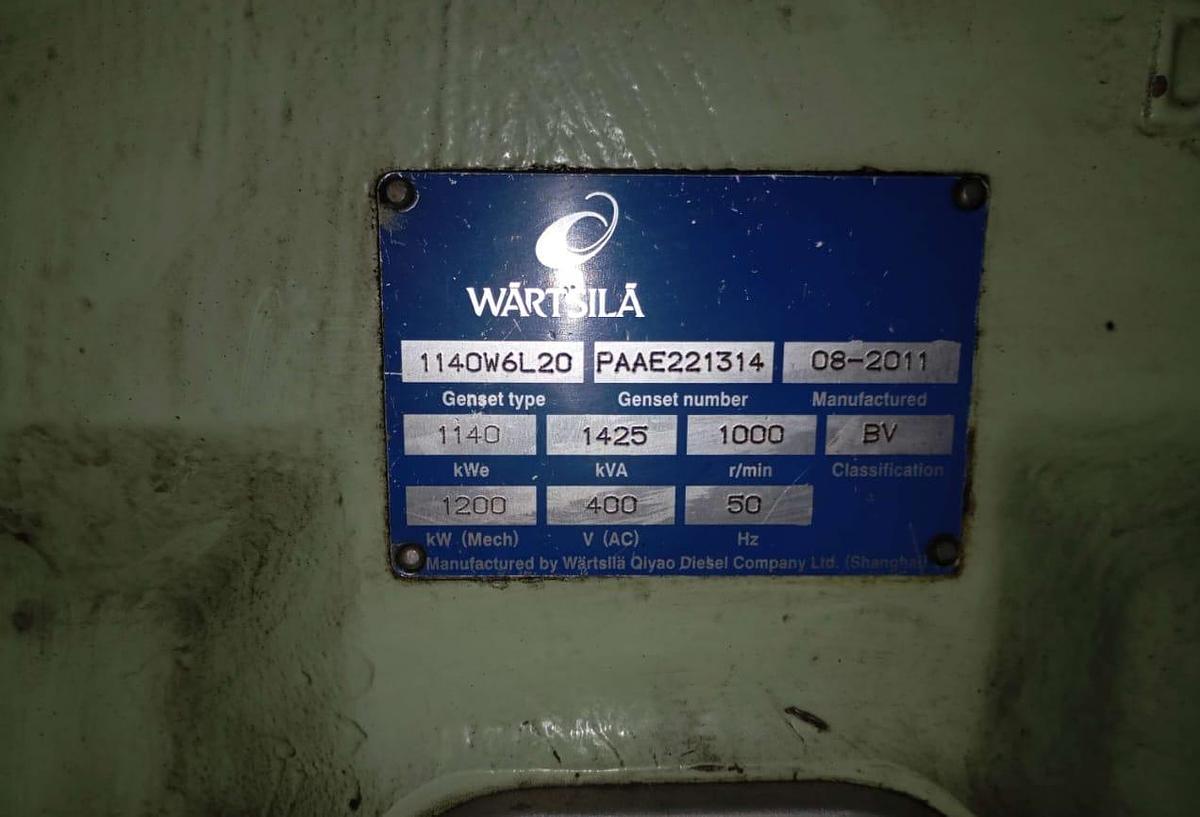 WÄRTSILÄ
1140W6L20 PAAE221314 08-2011
Genset type Genset number Manufactured
1140 1425 1000 BV
kWe kVA r/min Classification
1200 400 50
kW (Mech) V (AC) Hz
Manufactured by Wärtsilä Qiyao Diesel Company Ltd. (Shanghai)